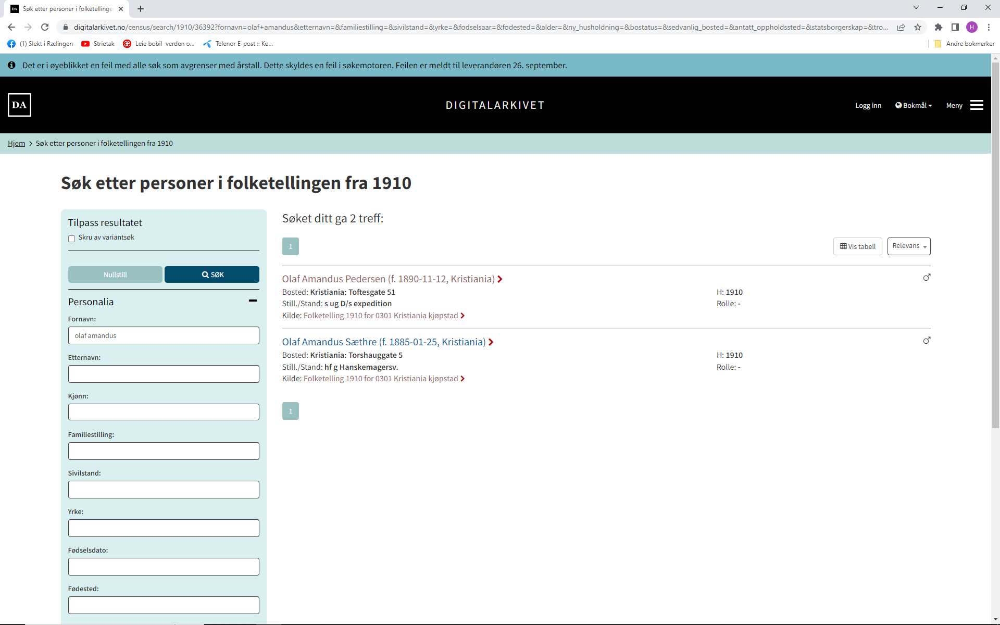 DA Søk etter personer i folketellinge
digitalarkivet.no/census/search/1910/36392?fornavn=olaf+amandus&etternavn=&familiestilling=&sivilstand=&yrke=&fodselsaar=&fodested=&alder=&ny_husholdning=&bostatus=&sedvanlig_bosted=&antatt_oppholdssted=&statsborgerskap=&tro... H
(1) Slekt i Rælingen Strietak Leie bobil verden o... Telenor E-post :: Ko... Andre bokmerker
Det er i øyeblikket en feil med alle søk som avgrenser med årstall. Dette skyldes en feil i søkemotoren. Feilen er meldt til leverandøren 26. september.
DA DIGITALARKIVET Logg inn Bokmål Meny
Hjem > Søk etter personer i folketellingen fra 1910
Søk etter personer i folketellingen fra 1910
Tilpass resultatet
Skru av variantsøk
Nullstill SØK
Personalia
Fornavn:
olaf amandus
Etternavn:
Kjønn:
Familiestilling:
Sivilstand:
Yrke:
Fødselsdato:
Fødested:
Søket ditt ga 2 treff:
1 Vis tabell Relevans
Olaf Amandus Pedersen (f. 1890-11-12, Kristiania)
Bosted: Kristiania: Toftesgate 51 H: 1910
Still./Stand: s ug D/s expedition Rolle: -
Kilde: Folketelling 1910 for 0301 Kristiania kjøpstad
Olaf Amandus Sæthre (f. 1885-01-25, Kristiania)
Bosted: Kristiania: Torshauggate 5 H: 1910
Still./Stand: hf g Hanskemagersv. Rolle: -
Kilde: Folketelling 1910 for 0301 Kristiania kjøpstad
1